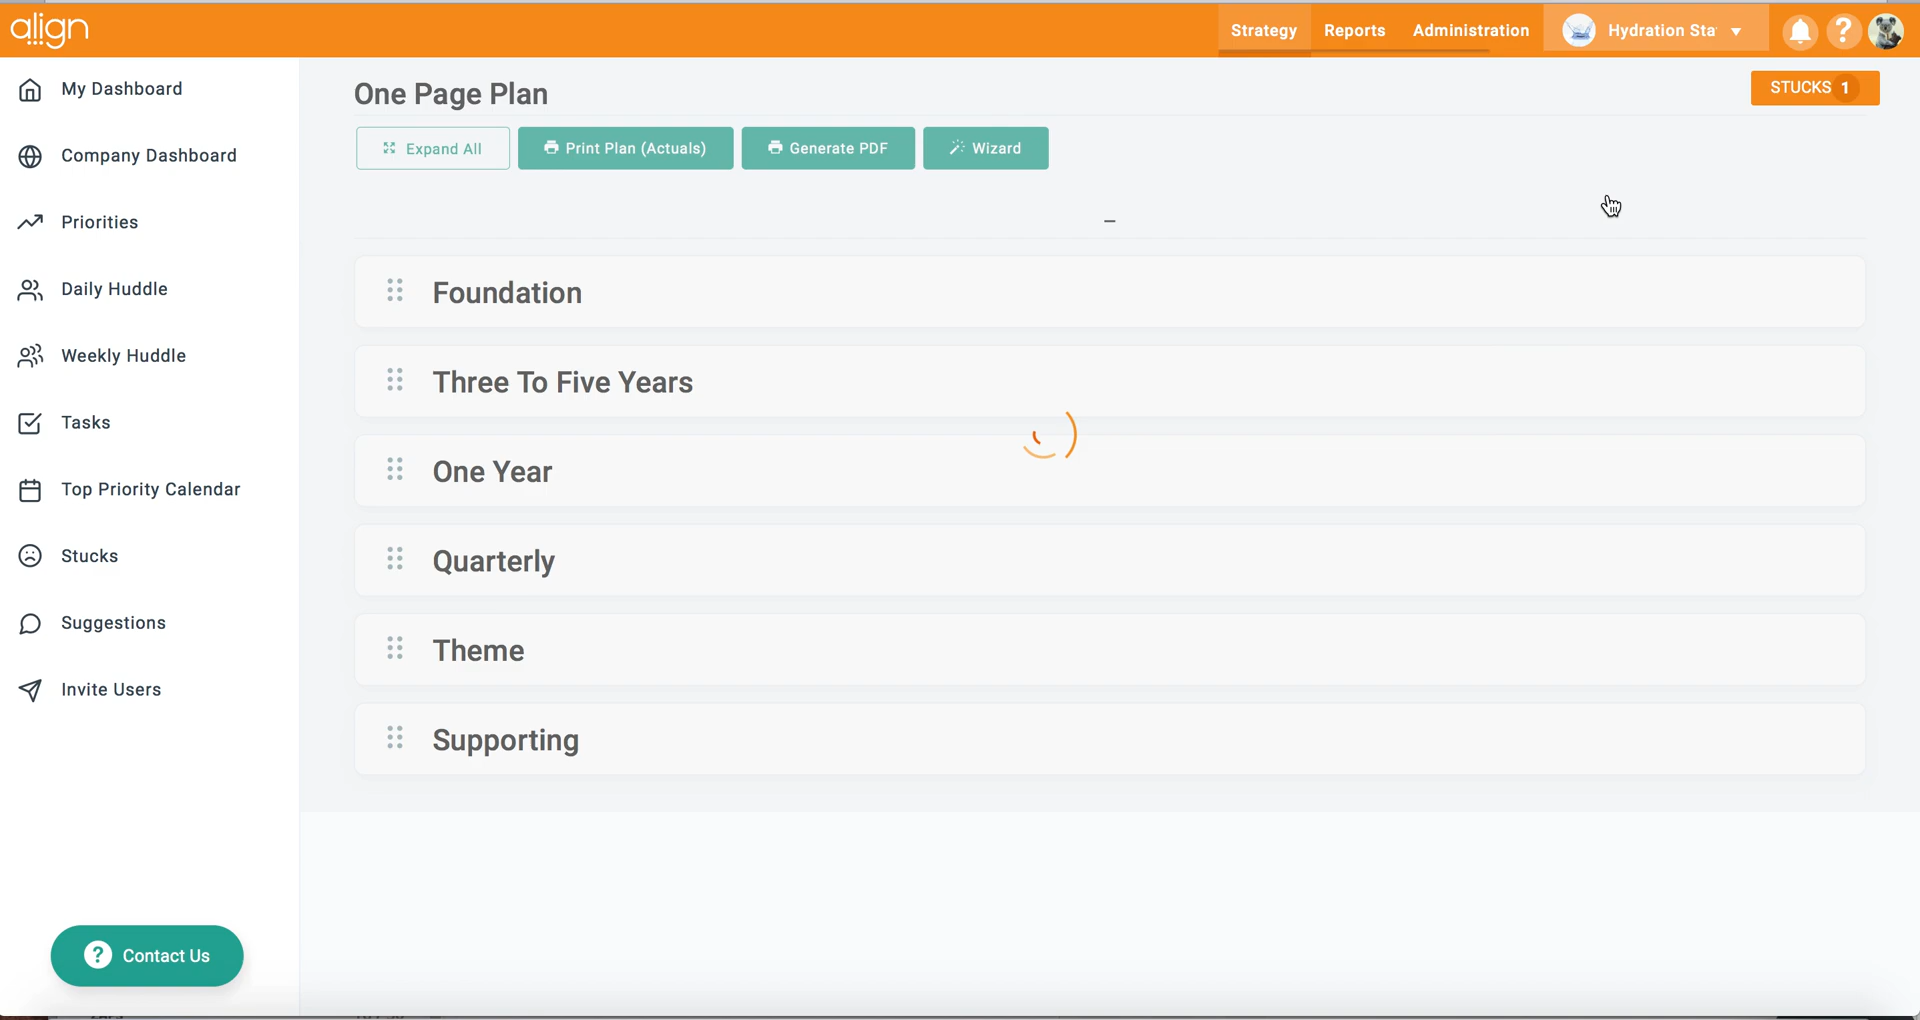 align
Strategy
Reports
Administration
Hydration Sta
?
My Dashboard
Company Dashboard
Priorities
Daily Huddle
Weekly Huddle
Tasks
Top Priority Calendar
Stucks
Suggestions
Invite Users
? Contact Us
One Page Plan
STUCKS 1
Expand All
Print Plan (Actuals)
Generate PDF
Wizard
–
Foundation
Three To Five Years
One Year
Quarterly
Theme
Supporting